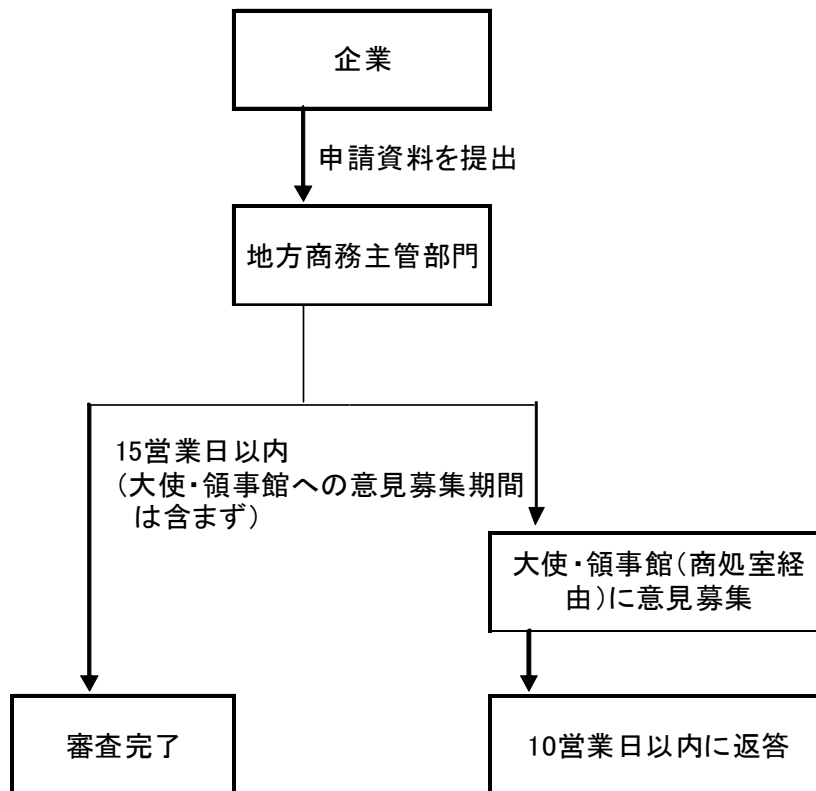 企業
申請資料を提出
地方商務主管部門
15営業日以内
(大使・領事館への意見募集期間
は含まず)
大使・領事館(商処室経
由)に意見募集
審査完了
10営業日以内に返答